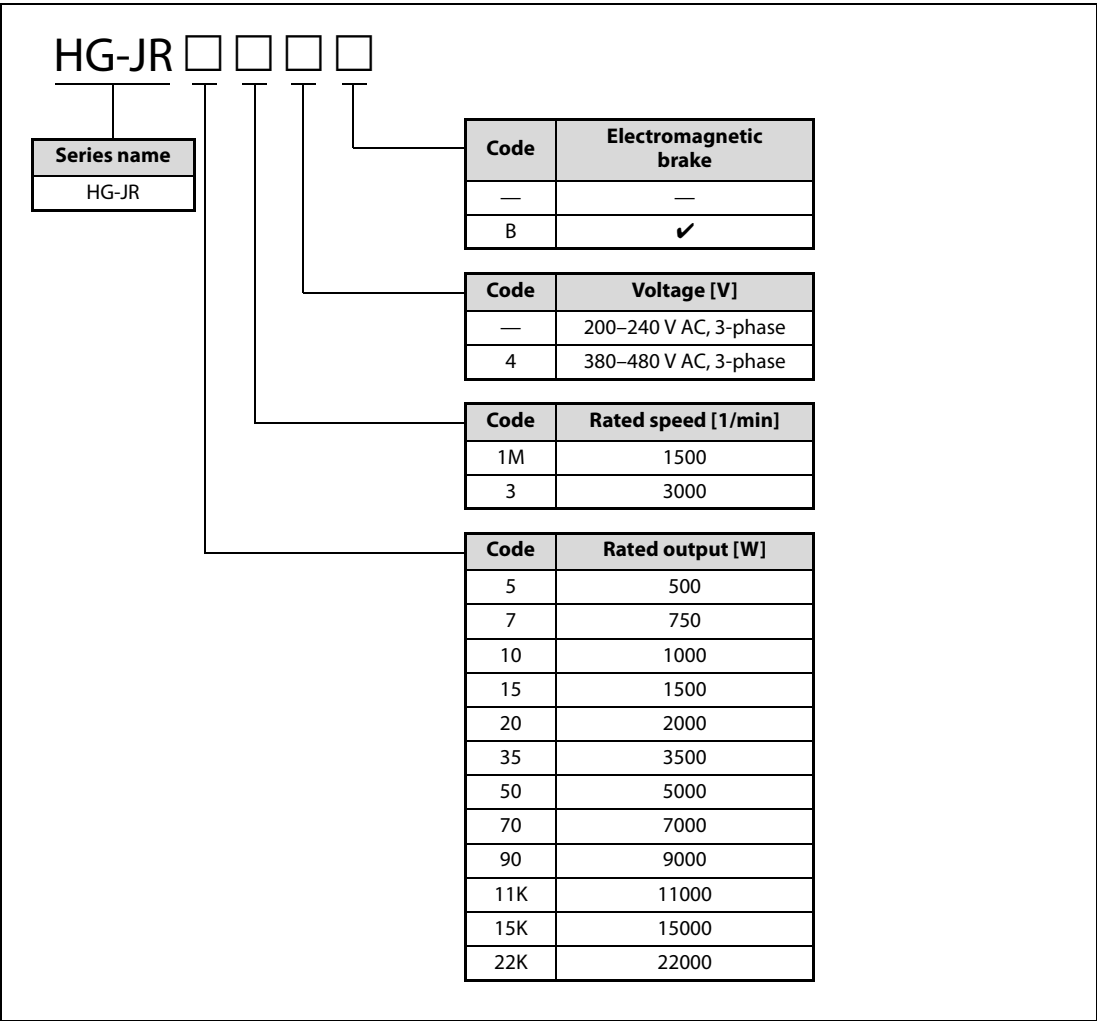 HG-JR □ □ □ □
Series name
HG-JR
Code Electromagnetic
brake
— —
B ✔
Code Voltage [V]
— 200–240 V AC, 3-phase
4 380–480 V AC, 3-phase
Code Rated speed [1/min]
1M 1500
3 3000
Code Rated output [W]
5 500
7 750
10 1000
15 1500
20 2000
35 3500
50 5000
70 7000
90 9000
11K 11000
15K 15000
22K 22000